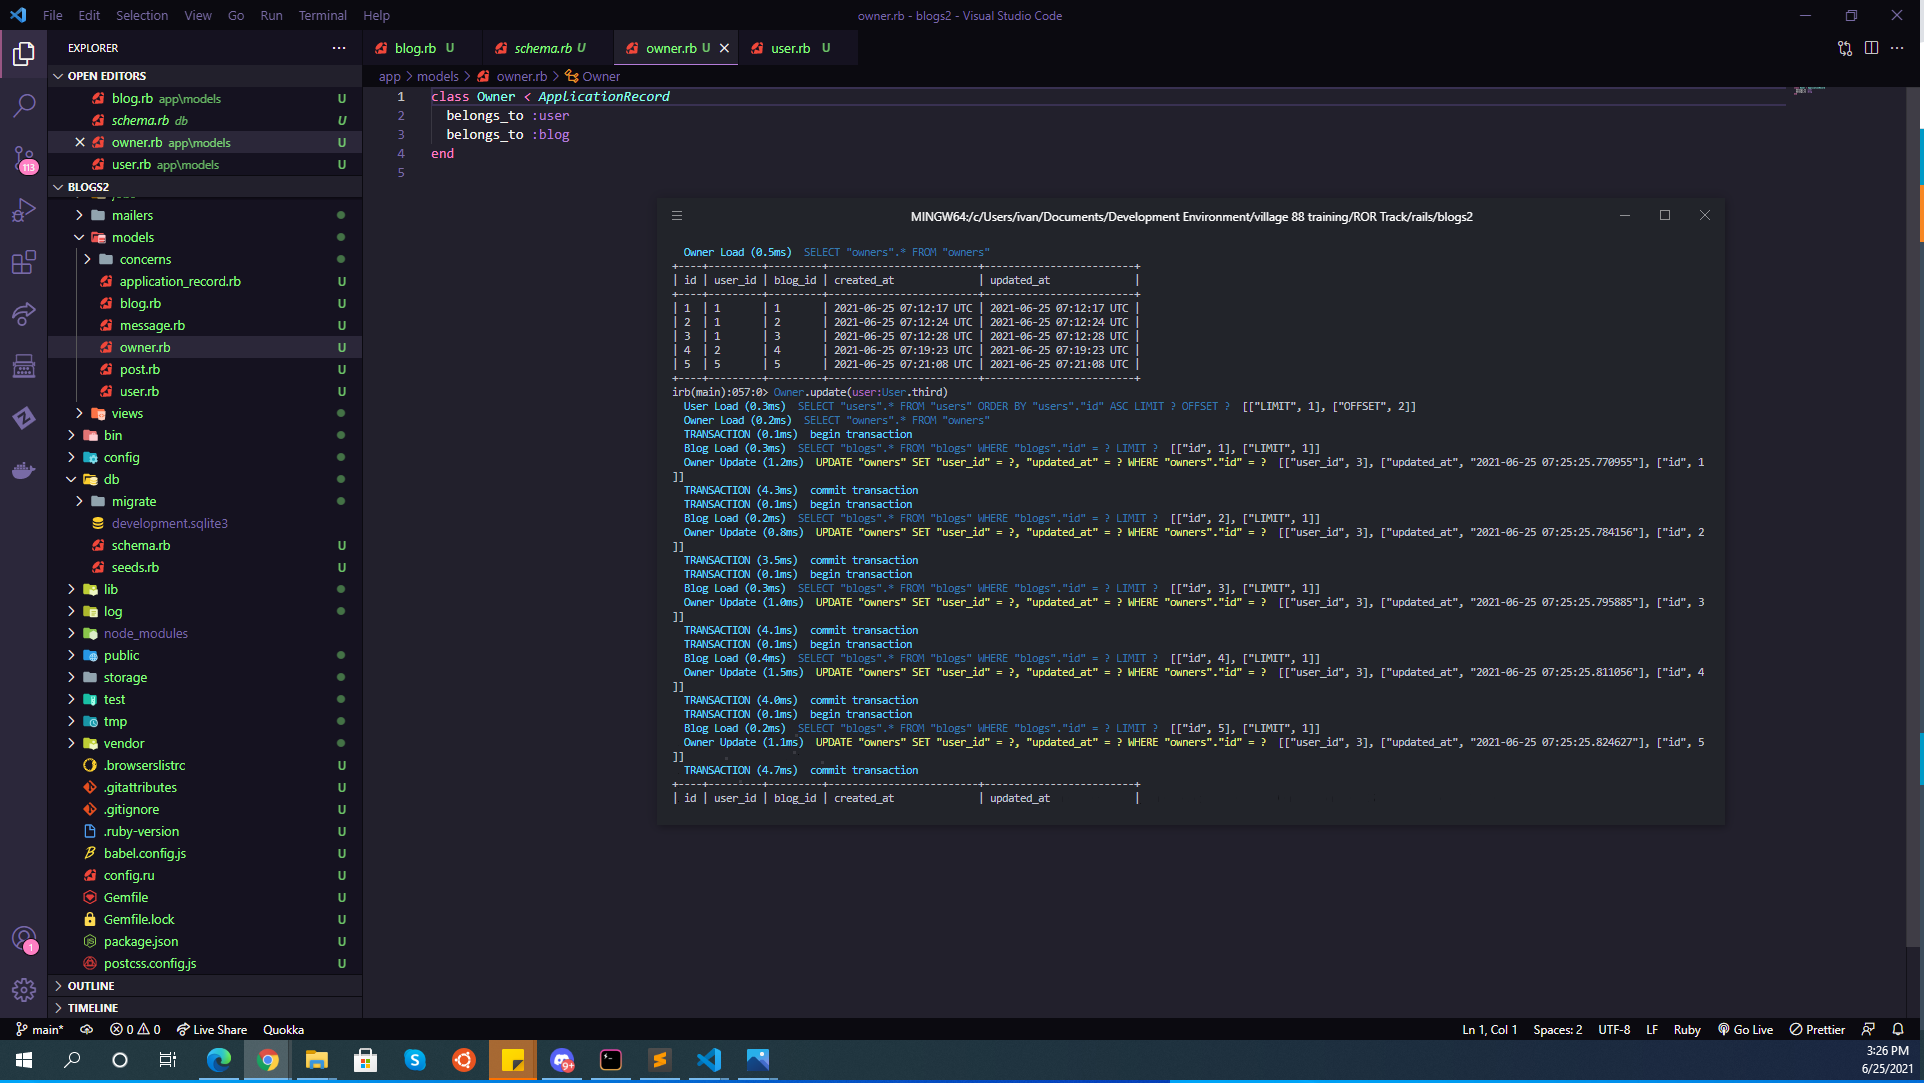 File Edit Selection View Go Run Terminal Help
owner.rb - blogs2 - Visual Studio Code
EXPLORER
OPEN EDITORS
blog.rb app\models U
schema.rb db U
owner.rb app\models U
user.rb app\models U
BLOGS2
mailers
models
concerns
application_record.rb U
blog.rb U
message.rb U
owner.rb U
post.rb U
user.rb U
views
bin
config
db
migrate
development.sqlite3
schema.rb U
seeds.rb U
lib
log
node_modules
public
storage
test
tmp
vendor
.browserslistrc U
.gitattributes U
.gitignore U
.ruby-version U
babel.config.js U
config.ru U
Gemfile U
Gemfile.lock U
package.json U
postcss.config.js U
OUTLINE
TIMELINE
113
1
blog.rb U schema.rb U owner.rb U user.rb U
app > models > owner.rb > Owner
1 class Owner < ApplicationRecord
2 belongs_to :user
3 belongs_to :blog
4 end
5
MINGW64:/c/Users/ivan/Documents/Development Environment/village 88 training/ROR Track/rails/blogs2
Owner Load (0.5ms) SELECT "owners".* FROM "owners"
+----+---------+---------+-------------------------+-------------------------+
| id | user_id | blog_id | created_at | updated_at |
+----+---------+---------+-------------------------+-------------------------+
| 1 | 1 | 1 | 2021-06-25 07:12:17 UTC | 2021-06-25 07:12:17 UTC |
| 2 | 1 | 2 | 2021-06-25 07:12:24 UTC | 2021-06-25 07:12:24 UTC |
| 3 | 1 | 3 | 2021-06-25 07:12:28 UTC | 2021-06-25 07:12:28 UTC |
| 4 | 2 | 4 | 2021-06-25 07:19:23 UTC | 2021-06-25 07:19:23 UTC |
| 5 | 5 | 5 | 2021-06-25 07:21:08 UTC | 2021-06-25 07:21:08 UTC |
+----+---------+---------+-------------------------+-------------------------+
irb(main):057:0> Owner.update(user:User.third)
User Load (0.3ms) SELECT "users".* FROM "users" ORDER BY "users"."id" ASC LIMIT ? OFFSET ? [["LIMIT", 1], ["OFFSET", 2]]
Owner Load (0.2ms) SELECT "owners".* FROM "owners"
TRANSACTION (0.1ms) begin transaction
Blog Load (0.3ms) SELECT "blogs".* FROM "blogs" WHERE "blogs"."id" = ? LIMIT ? [["id", 1], ["LIMIT", 1]]
Owner Update (1.2ms) UPDATE "owners" SET "user_id" = ?, "updated_at" = ? WHERE "owners"."id" = ? [["user_id", 3], ["updated_at", "2021-06-25 07:25:25.770955"], ["id", 1
]]
TRANSACTION (4.3ms) commit transaction
TRANSACTION (0.1ms) begin transaction
Blog Load (0.2ms) SELECT "blogs".* FROM "blogs" WHERE "blogs"."id" = ? LIMIT ? [["id", 2], ["LIMIT", 1]]
Owner Update (0.8ms) UPDATE "owners" SET "user_id" = ?, "updated_at" = ? WHERE "owners"."id" = ? [["user_id", 3], ["updated_at", "2021-06-25 07:25:25.784156"], ["id", 2
]]
TRANSACTION (3.5ms) commit transaction
TRANSACTION (0.1ms) begin transaction
Blog Load (0.3ms) SELECT "blogs".* FROM "blogs" WHERE "blogs"."id" = ? LIMIT ? [["id", 3], ["LIMIT", 1]]
Owner Update (1.0ms) UPDATE "owners" SET "user_id" = ?, "updated_at" = ? WHERE "owners"."id" = ? [["user_id", 3], ["updated_at", "2021-06-25 07:25:25.795885"], ["id", 3
]]
TRANSACTION (4.1ms) commit transaction
TRANSACTION (0.1ms) begin transaction
Blog Load (0.4ms) SELECT "blogs".* FROM "blogs" WHERE "blogs"."id" = ? LIMIT ? [["id", 4], ["LIMIT", 1]]
Owner Update (1.5ms) UPDATE "owners" SET "user_id" = ?, "updated_at" = ? WHERE "owners"."id" = ? [["user_id", 3], ["updated_at", "2021-06-25 07:25:25.811056"], ["id", 4
]]
TRANSACTION (4.0ms) commit transaction
TRANSACTION (0.1ms) begin transaction
Blog Load (0.2ms) SELECT "blogs".* FROM "blogs" WHERE "blogs"."id" = ? LIMIT ? [["id", 5], ["LIMIT", 1]]
Owner Update (1.1ms) UPDATE "owners" SET "user_id" = ?, "updated_at" = ? WHERE "owners"."id" = ? [["user_id", 3], ["updated_at", "2021-06-25 07:25:25.824627"], ["id", 5
]]
TRANSACTION (4.7ms) commit transaction
+----+---------+---------+-------------------------+-------------------------+
| id | user_id | blog_id | created_at | updated_at |
main* 0 0 Live Share Quokka
Ln 1, Col 1 Spaces: 2 UTF-8 LF Ruby Go Live Prettier
9+
3:26 PM
6/25/2021